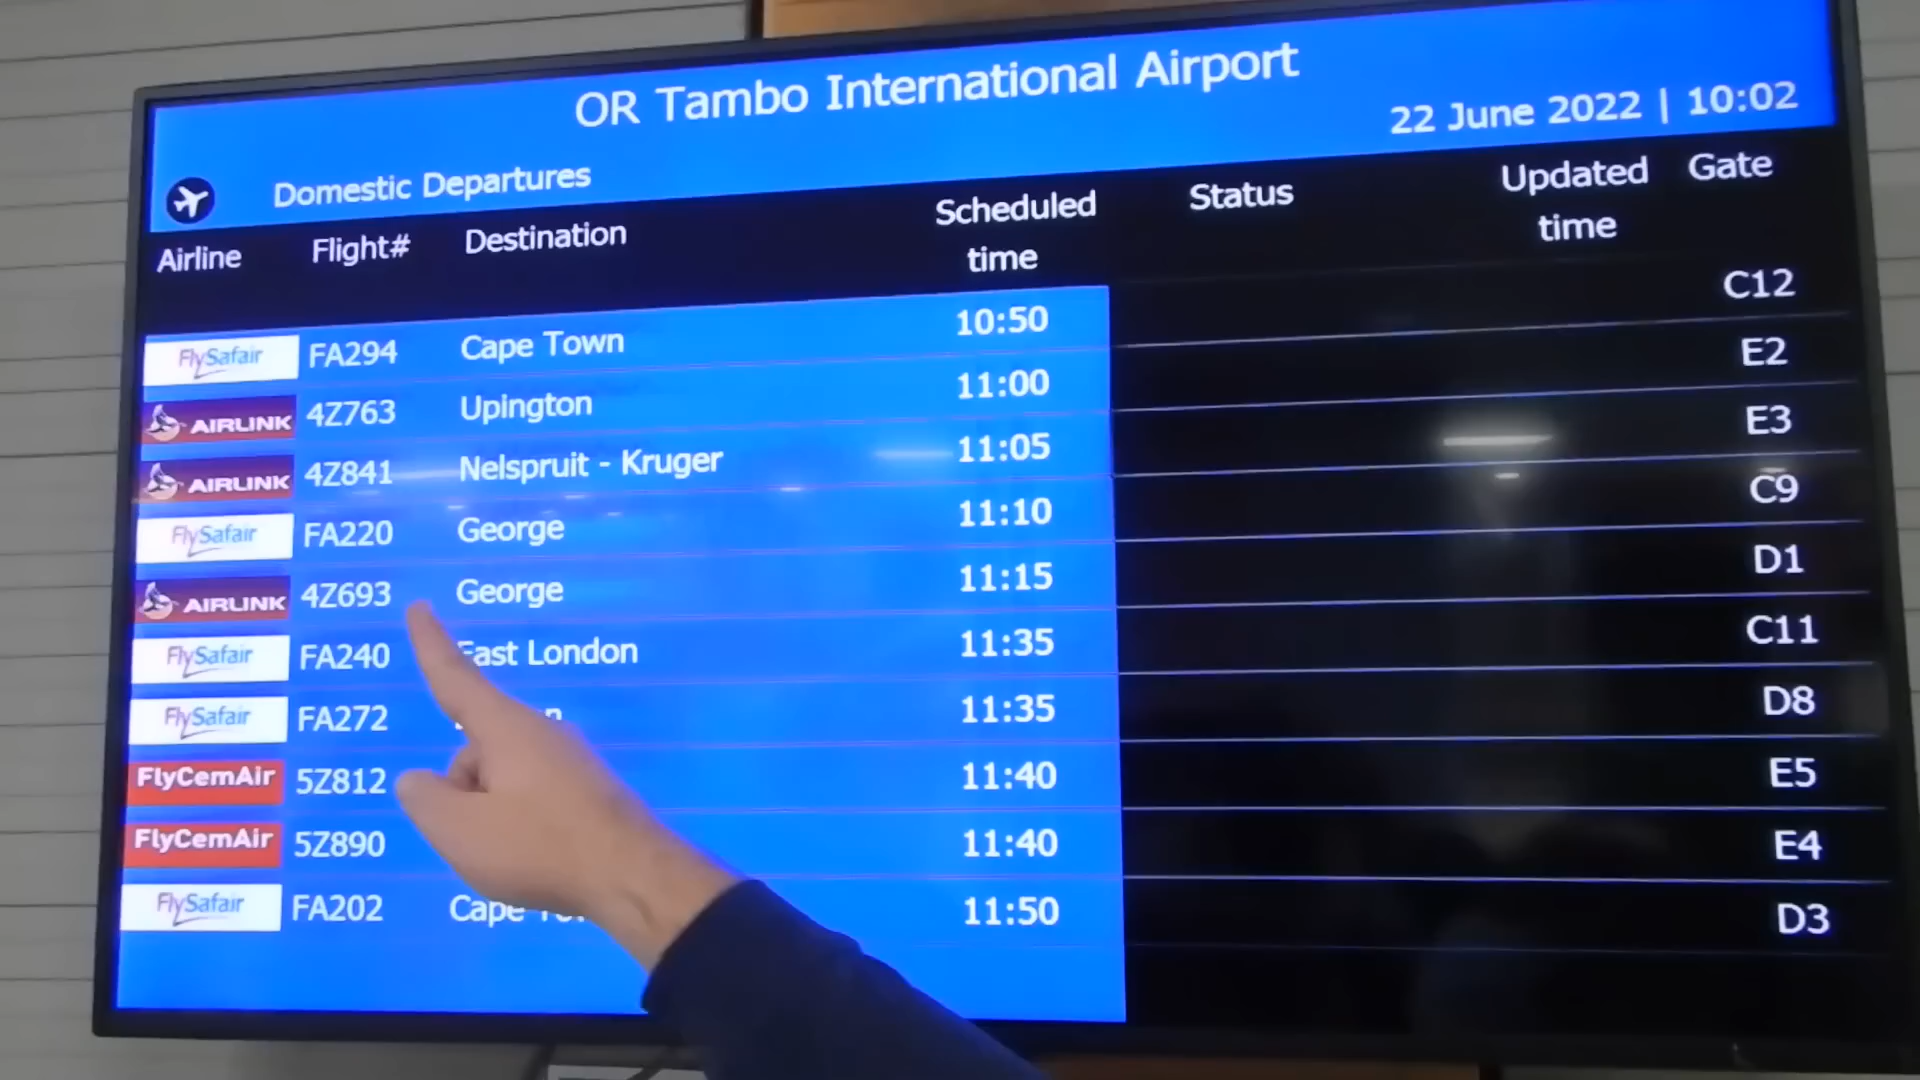 OR Tambo International Airport
22 June 2022 | 10:02
Domestic Departures
Airline Flight# Destination Scheduled time Status Updated time Gate
FlySafair FA294 Cape Town 10:50 C12
AIRLINK 4Z763 Upington 11:00 E2
AIRLINK 4Z841 Nelspruit - Kruger 11:05 E3
FlySafair FA220 George 11:10 C9
AIRLINK 4Z693 George 11:15 D1
FlySafair FA240 East London 11:35 C11
FlySafair FA272 11:35 D8
FlyCemAir 5Z812 11:40 E5
FlyCemAir 5Z890 11:40 E4
FlySafair FA202 Cape 11:50 D3